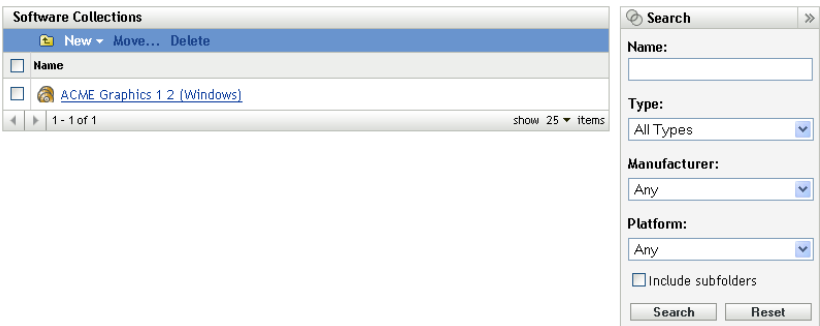 Software Collections
New Move... Delete
Name
ACME Graphics 1 2 (Windows)
1 - 1 of 1 show 25 items
Search
Name:
Type:
All Types
Manufacturer:
Any
Platform:
Any
Include subfolders
Search Reset